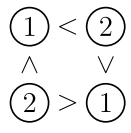 ① < ②
∧ ∨
② > ①